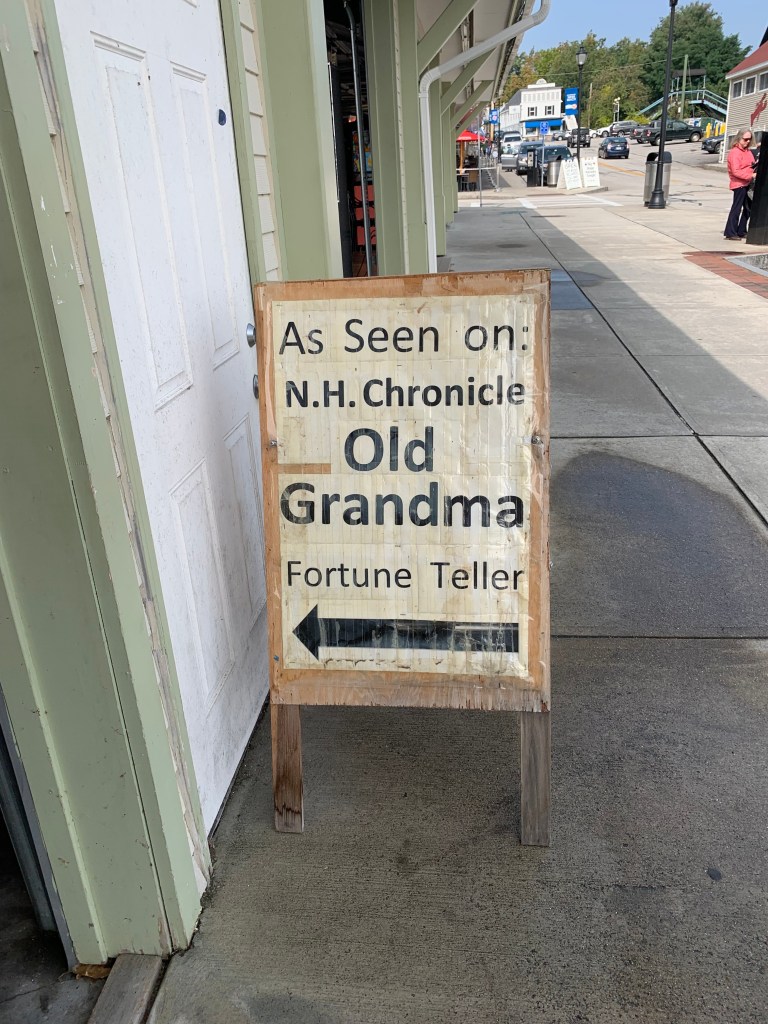 As Seen on:
N.H. Chronicle
Old
Grandma
Fortune Teller